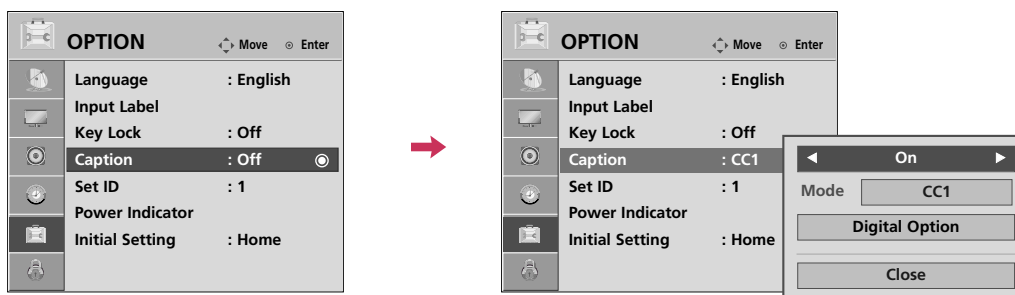 OPTION Move Enter
Language : English
Input Label
Key Lock : Off
Caption : Off
Set ID : 1
Power Indicator
Initial Setting : Home
OPTION Move Enter
Language : English
Input Label
Key Lock : Off
Caption : CC1
Set ID : 1
Power Indicator
Initial Setting : Home
On
Mode CC1
Digital Option
Close